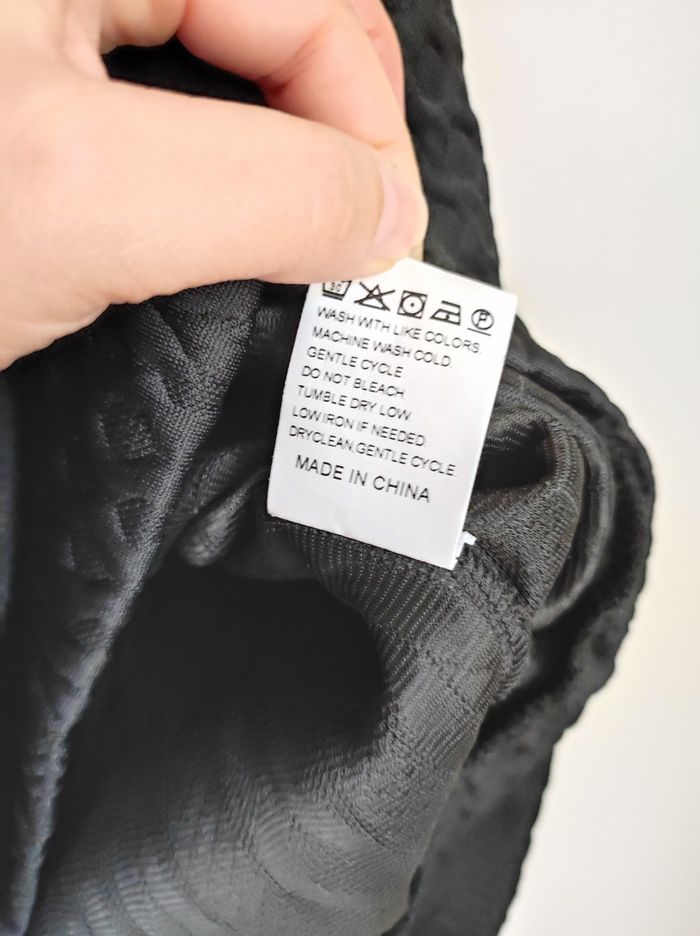 30 P
WASH WITH LIKE COLORS.
MACHINE WASH COLD.
GENTLE CYCLE.
DO NOT BLEACH.
TUMBLE DRY LOW.
LOW IRON IF NEEDED.
DRYCLEAN,GENTLE CYCLE.
MADE IN CHINA